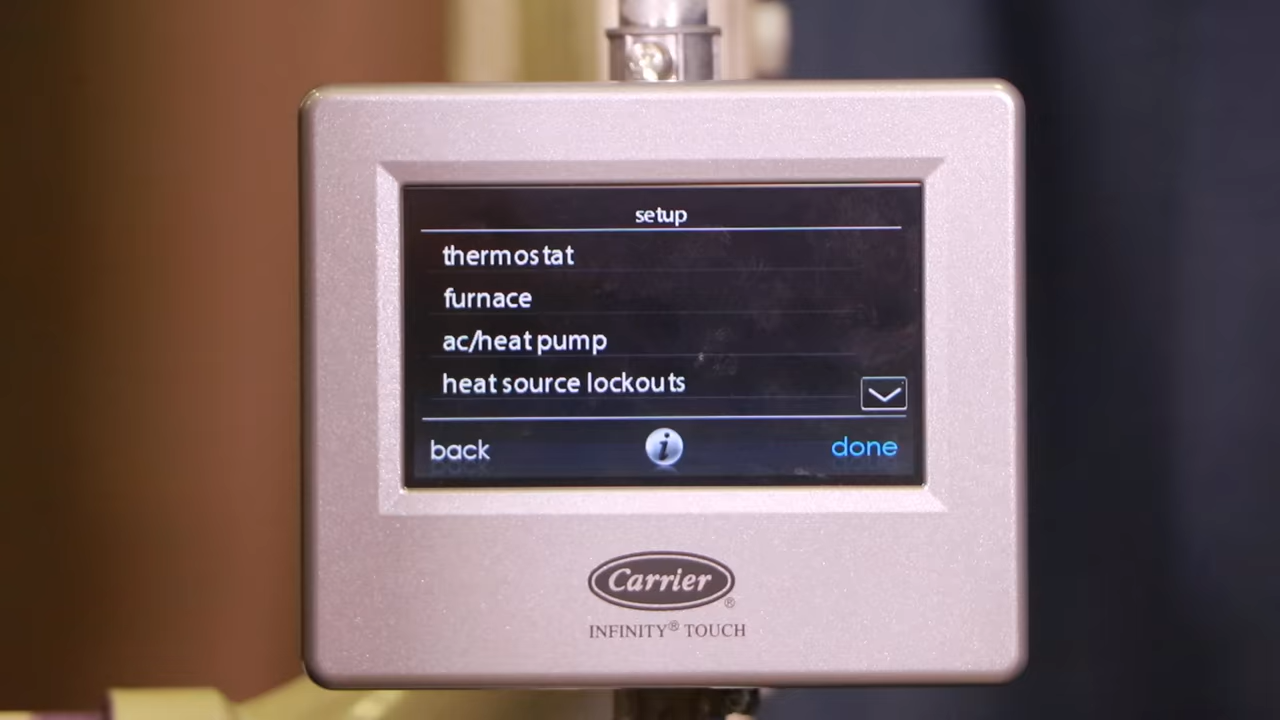 setup
thermostat
furnace
ac/heat pump
heat source lockouts
back i done
Carrier ®
INFINITY® TOUCH